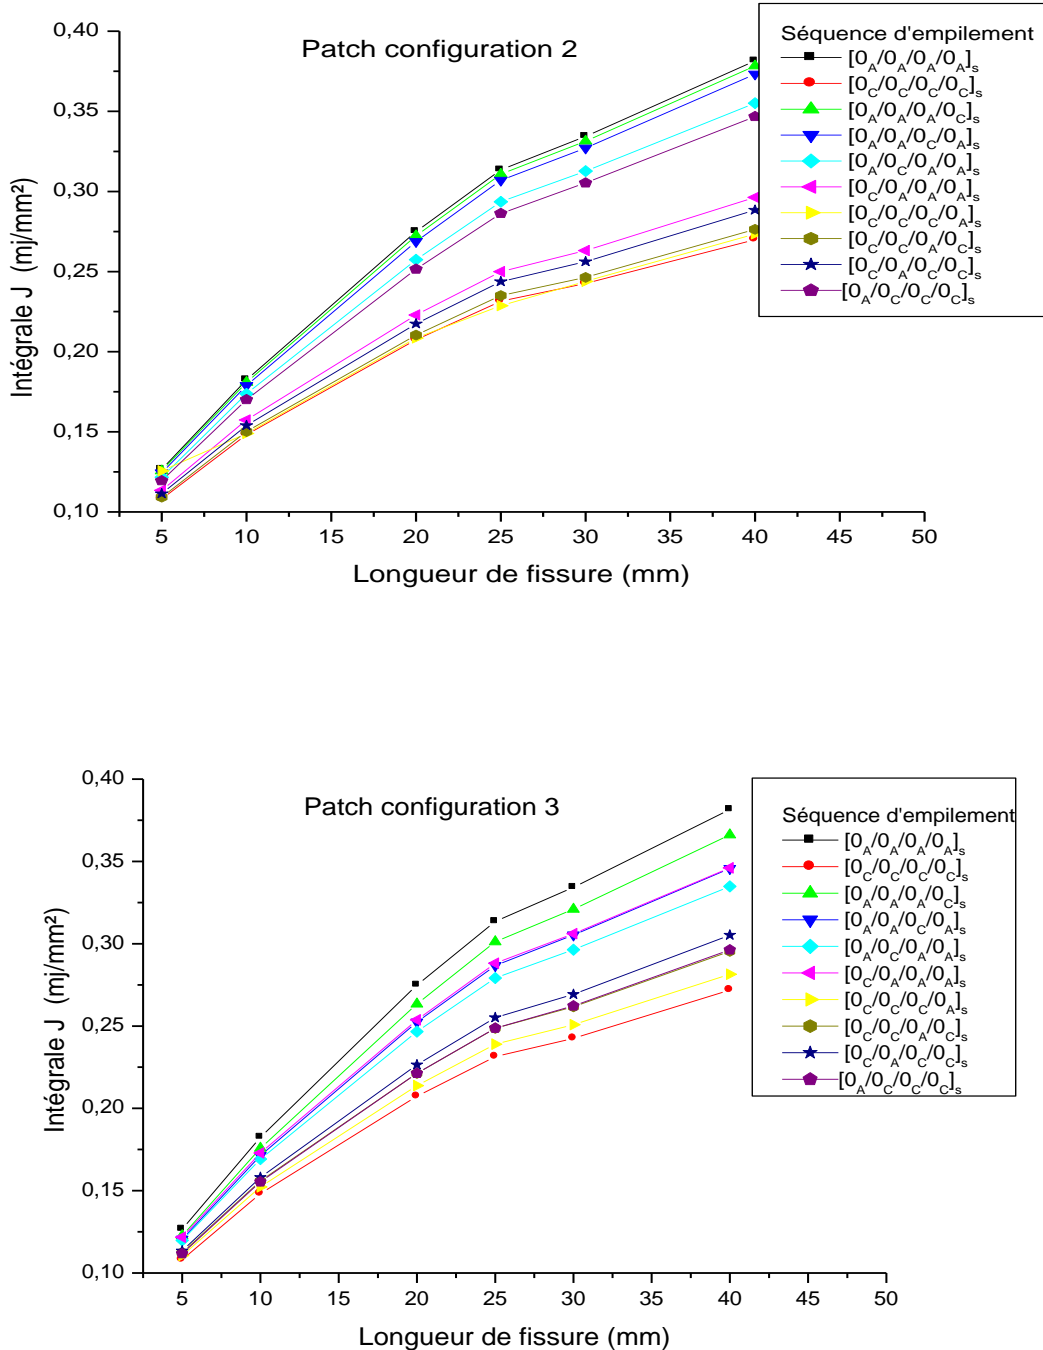 Patch configuration 2
Séquence d'empilement
[0A/0A/0A/0A]s
[0C/0C/0C/0C]s
[0A/0A/0A/0C]s
[0A/0A/0C/0A]s
[0A/0C/0A/0A]s
[0C/0A/0A/0A]s
[0C/0C/0C/0A]s
[0C/0C/0A/0C]s
[0C/0A/0C/0C]s
[0A/0C/0C/0C]s
0,40
0,35
0,30
0,25
0,20
0,15
0,10
Intégrale J (mj/mm²)
5 10 15 20 25 30 35 40 45 50
Longueur de fissure (mm)
Patch configuration 3
Séquence d'empilement
[0A/0A/0A/0A]s
[0C/0C/0C/0C]s
[0A/0A/0A/0C]s
[0A/0A/0C/0A]s
[0A/0C/0A/0A]s
[0C/0A/0A/0A]s
[0C/0C/0C/0A]s
[0C/0C/0A/0C]s
[0C/0A/0C/0C]s
[0A/0C/0C/0C]s
0,40
0,35
0,30
0,25
0,20
0,15
0,10
Intégrale J (mj/mm²)
5 10 15 20 25 30 35 40 45 50
Longueur de fissure (mm)